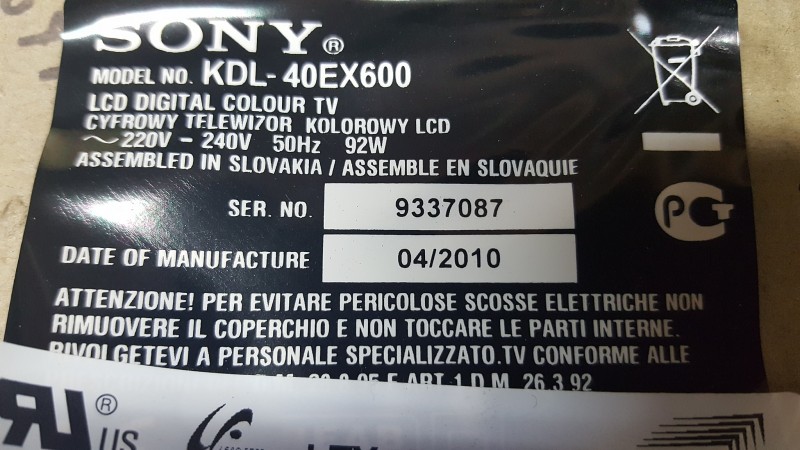 SONY®
MODEL NO. KDL-40EX600
LCD DIGITAL COLOUR TV
CYFROWY TELEWIZOR KOLOROWY LCD
~ 220V - 240V 50Hz 92W
ASSEMBLED IN SLOVAKIA / ASSEMBLE EN SLOVAQUIE
SER. NO. 9337087
DATE OF MANUFACTURE 04/2010
ATTENZIONE! PER EVITARE PERICOLOSE SCOSSE ELETTRICHE NON
RIMUOVERE IL COPERCHIO E NON TOCCARE LE PARTI INTERNE.
RIVOLGETEVI A PERSONALE SPECIALIZZATO.TV CONFORME ALLE
E ART.1 D.M. 26.3.92
® US